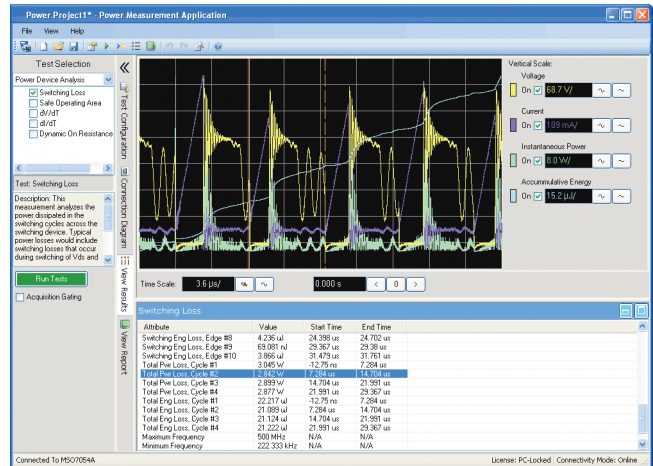 Power Project1* - Power Measurement Application
File View Help
Test Selection
Power Device Analysis
Switching Loss
Safe Operating Area
dV/dT
dI/dT
Dynamic On Resistance
Test: Switching Loss
Description: This
measurement analyzes the
power dissipated in the
switching cycles across the
switching device. Typical
power losses would include
switching losses that occur
during switching of Vds and
Run Tests
Acquisition Gating
Test Configuration
Connection Diagram
View Results
View Report
Vertical Scale:
Voltage
On 68.7 V/
Current
On 109 mA/
Instantaneous Power
On 8.0 W/
Accummulative Energy
On 15.2 µJ/
Time Scale: 3.6 µs/ 0.000 s < 0 >
Switching Loss
Attribute Value Start Time End Time
Switching Eng Loss, Edge #8 4.236 uJ 24.398 us 24.702 us
Switching Eng Loss, Edge #9 69.081 nJ 29.367 us 29.38 us
Switching Eng Loss, Edge #10 3.866 uJ 31.479 us 31.761 us
Total Pwr Loss, Cycle #1 3.045 W -12.75 ns 7.284 us
Total Pwr Loss, Cycle #2 2.842 W 7.284 us 14.704 us
Total Pwr Loss, Cycle #3 2.899 W 14.704 us 21.991 us
Total Pwr Loss, Cycle #4 2.877 W 21.991 us 29.367 us
Total Eng Loss, Cycle #1 22.217 uJ -12.75 ns 7.284 us
Total Eng Loss, Cycle #2 21.089 uJ 7.284 us 14.704 us
Total Eng Loss, Cycle #3 21.124 uJ 14.704 us 21.991 us
Total Eng Loss, Cycle #4 21.222 uJ 21.991 us 29.367 us
Maximum Frequency 500 MHz N/A N/A
Minimum Frequency 222.333 kHz N/A N/A
Connected To MSO7054A License: PC-Locked Connectivity Mode: Online